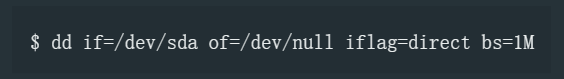 $ dd if=/dev/sda of=/dev/null iflag=direct bs=1M